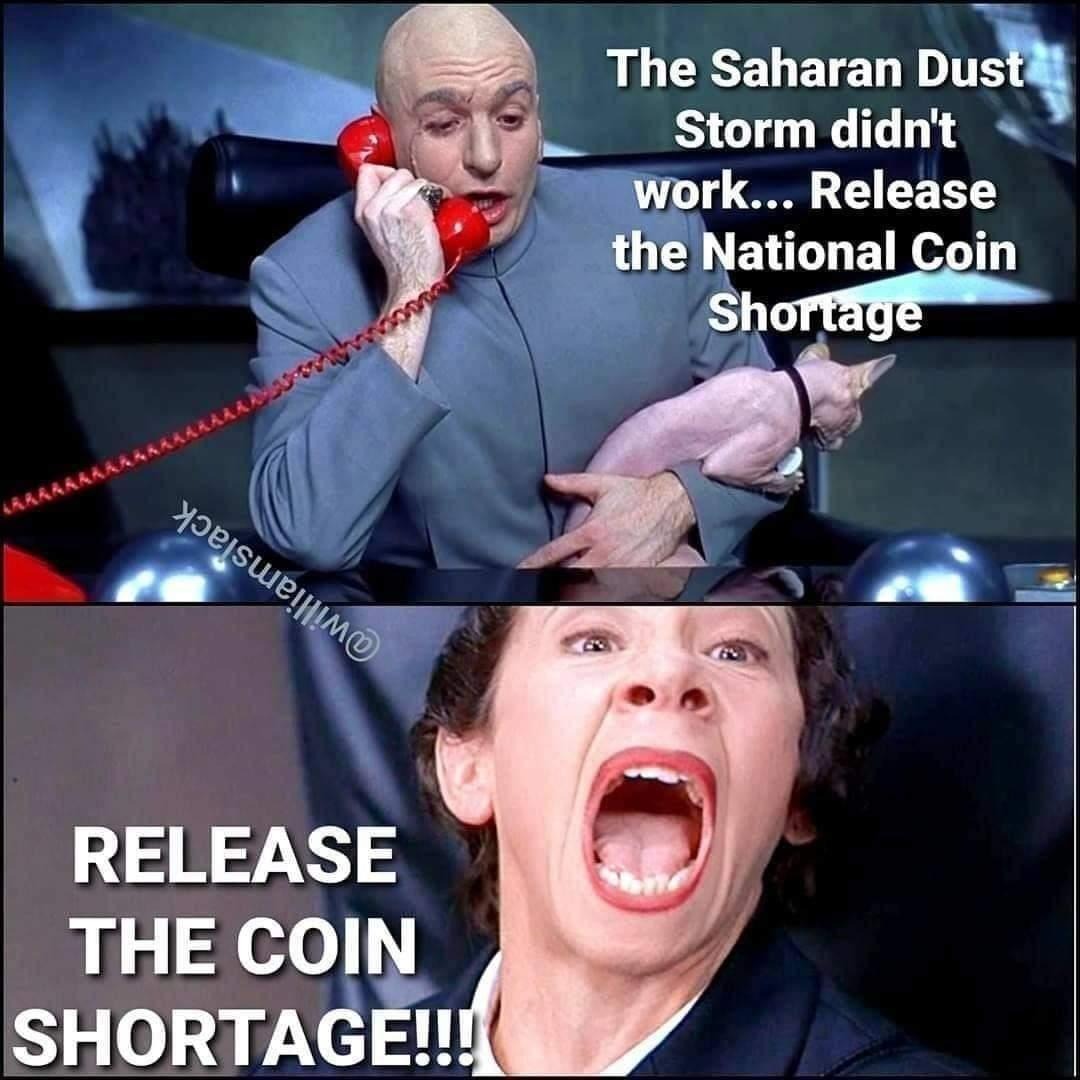 The Saharan Dust
Storm didn't
work... Release
the National Coin
Shortage
@williamslack
RELEASE
THE COIN
SHORTAGE!!!